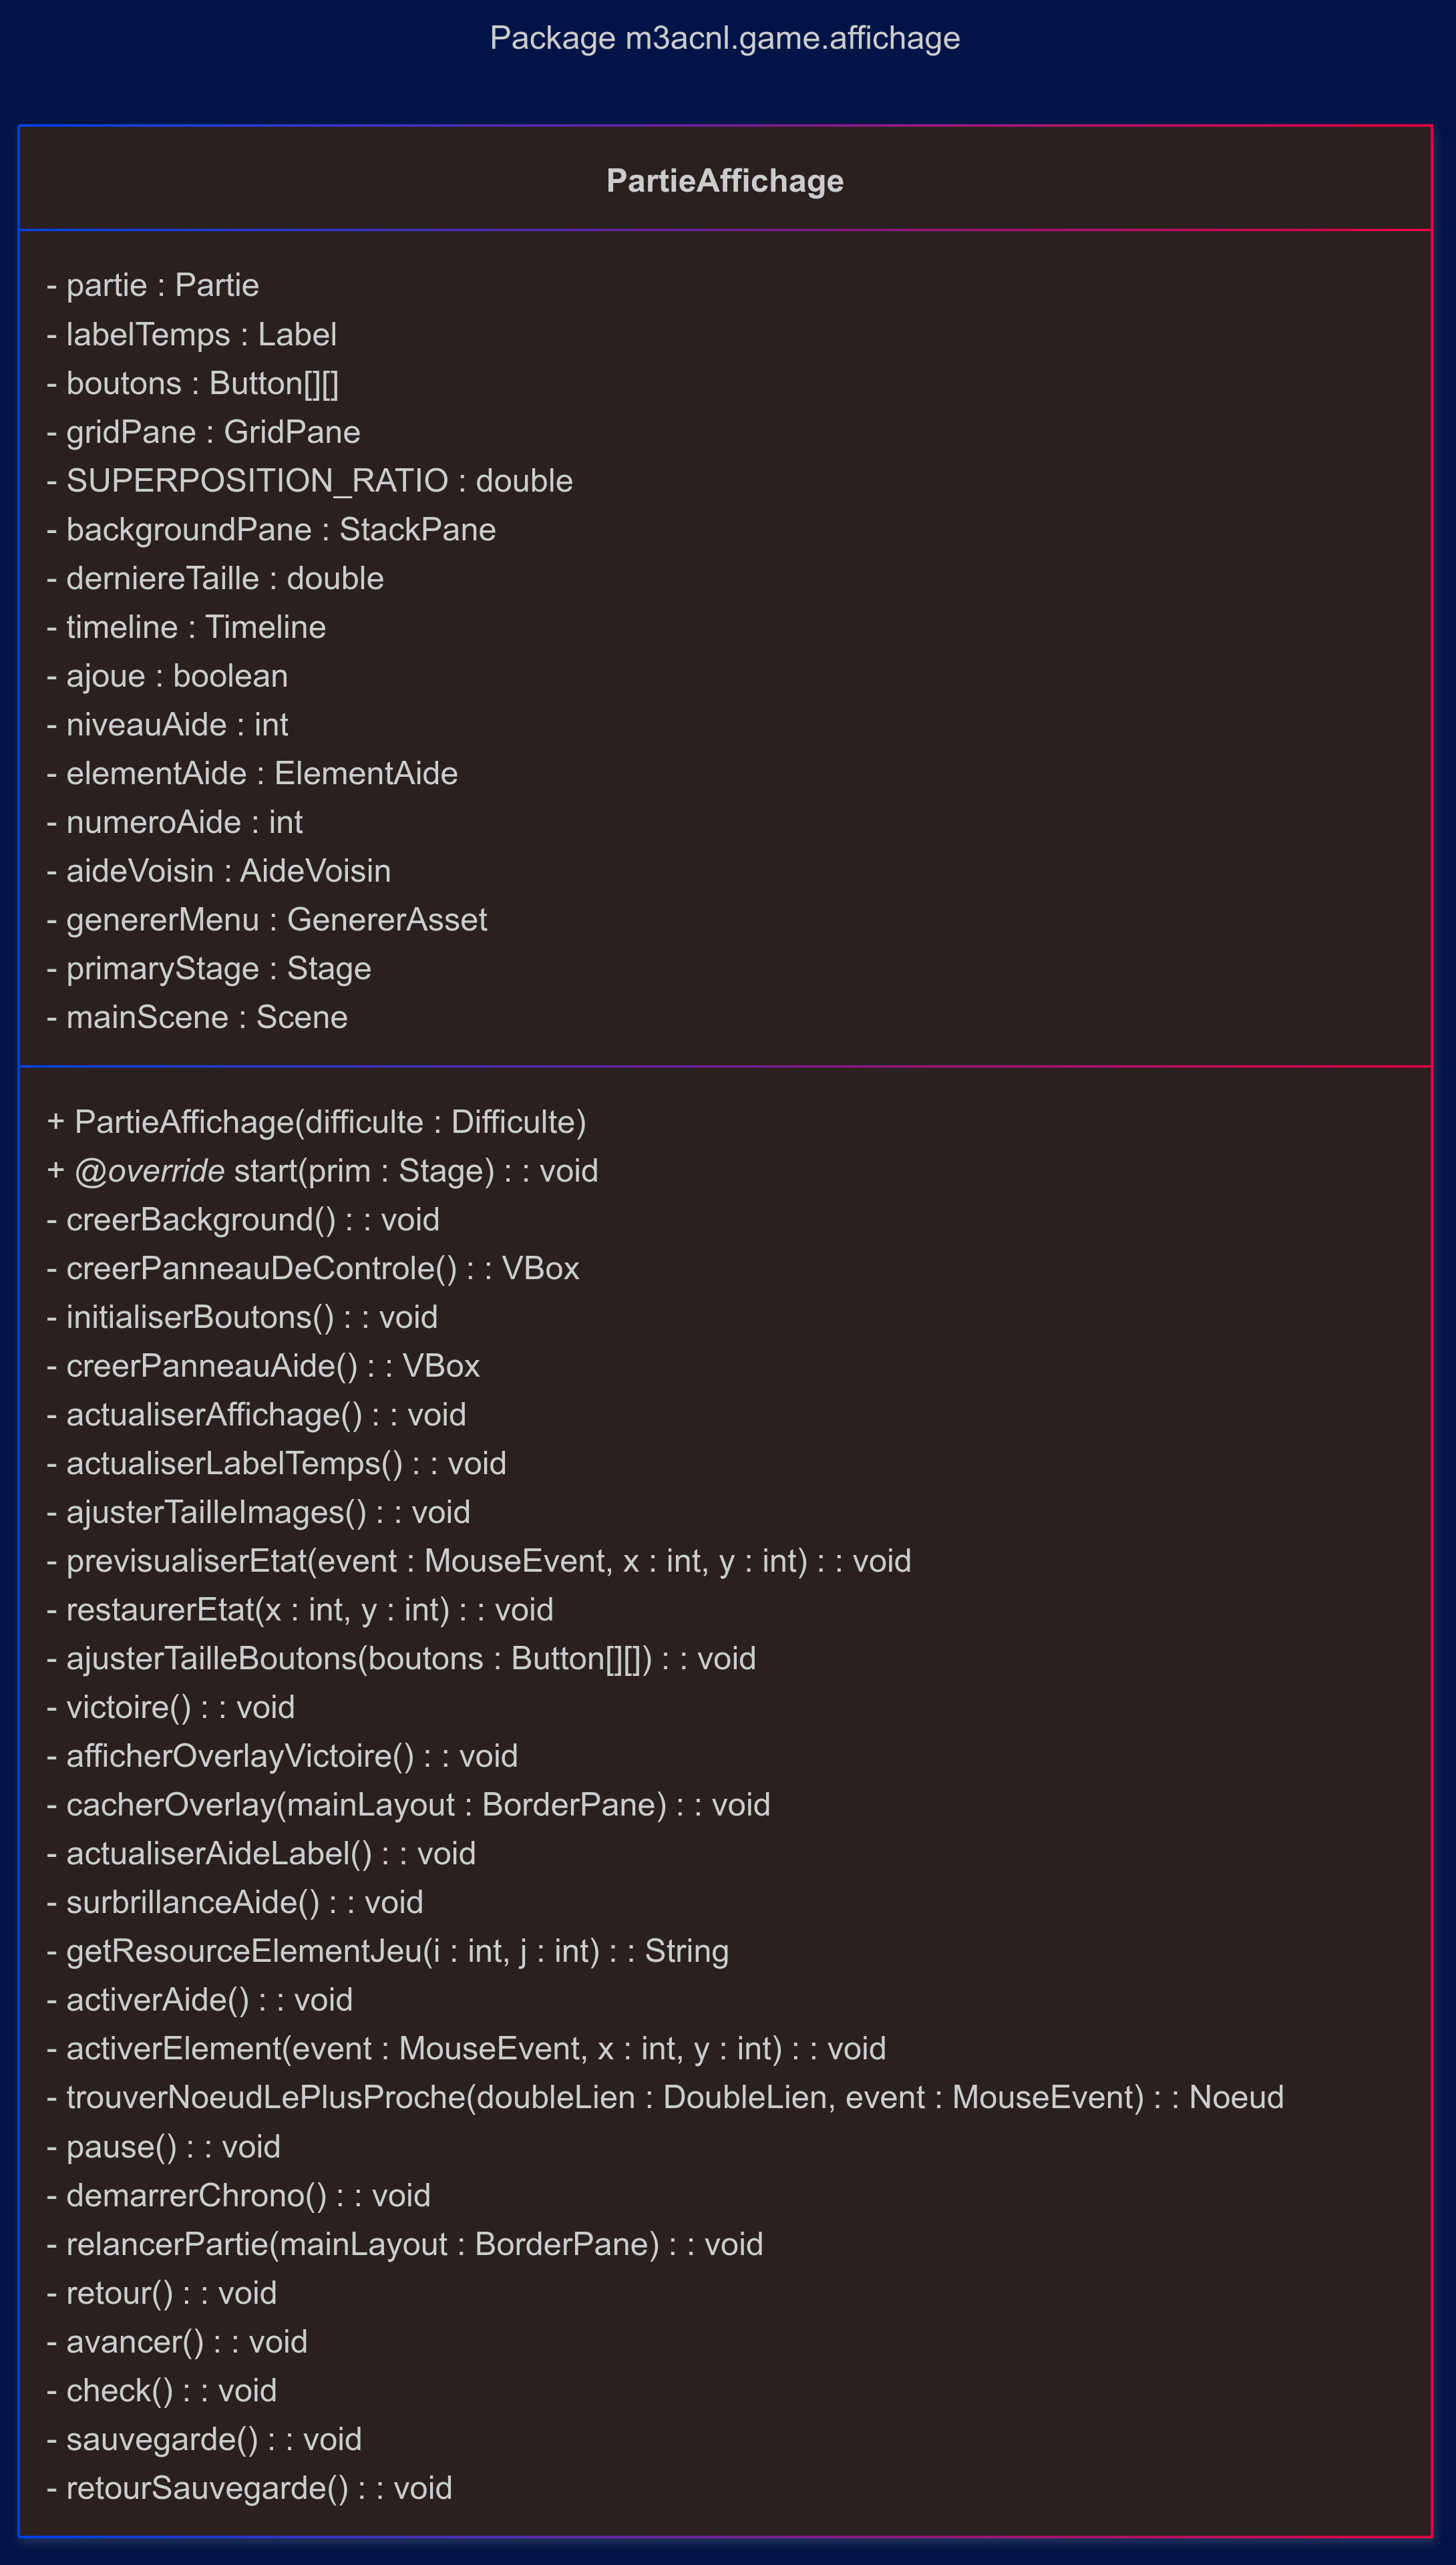 Package m3acnl.game.affichage
PartieAffichage
- partie : Partie
- labelTemps : Label
- boutons : Button[][]
- gridPane : GridPane
- SUPERPOSITION_RATIO : double
- backgroundPane : StackPane
- derniereTaille : double
- timeline : Timeline
- ajoue : boolean
- niveauAide : int
- elementAide : ElementAide
- numeroAide : int
- aideVoisin : AideVoisin
- genererMenu : GenererAsset
- primaryStage : Stage
- mainScene : Scene
+ PartieAffichage(difficulte : Difficulte)
+ @override start(prim : Stage) : : void
- creerBackground() : : void
- creerPanneauDeControle() : : VBox
- initialiserBoutons() : : void
- creerPanneauAide() : : VBox
- actualiserAffichage() : : void
- actualiserLabelTemps() : : void
- ajusterTailleImages() : : void
- previsualiserEtat(event : MouseEvent, x : int, y : int) : : void
- restaurerEtat(x : int, y : int) : : void
- ajusterTailleBoutons(boutons : Button[][]) : : void
- victoire() : : void
- afficherOverlayVictoire() : : void
- cacherOverlay(mainLayout : BorderPane) : : void
- actualiserAideLabel() : : void
- surbrillanceAide() : : void
- getResourceElementJeu(i : int, j : int) : : String
- activerAide() : : void
- activerElement(event : MouseEvent, x : int, y : int) : : void
- trouverNoeudLePlusProche(doubleLien : DoubleLien, event : MouseEvent) : : Noeud
- pause() : : void
- demarrerChrono() : : void
- relancerPartie(mainLayout : BorderPane) : : void
- retour() : : void
- avancer() : : void
- check() : : void
- sauvegarde() : : void
- retourSauvegarde() : : void